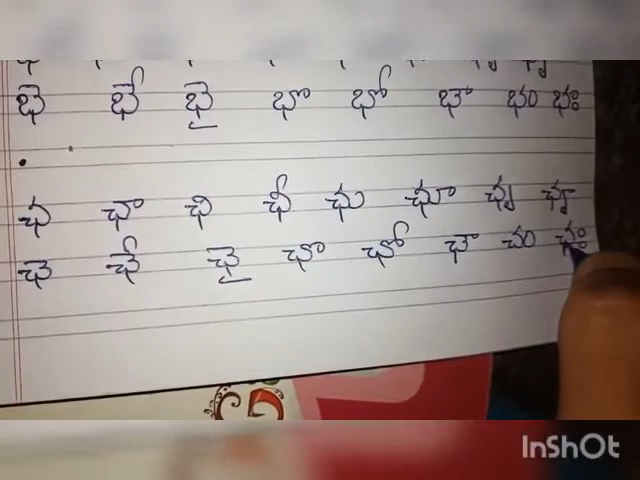 భె భే భై భొ భో భౌ భం భః
ఛ ఛా ఛి ఛీ ఛు ఛూ ఛృ ఛౄ
ఛె ఛే ఛై ఛొ ఛో ఛౌ ఛం ఛః
G
InShOt